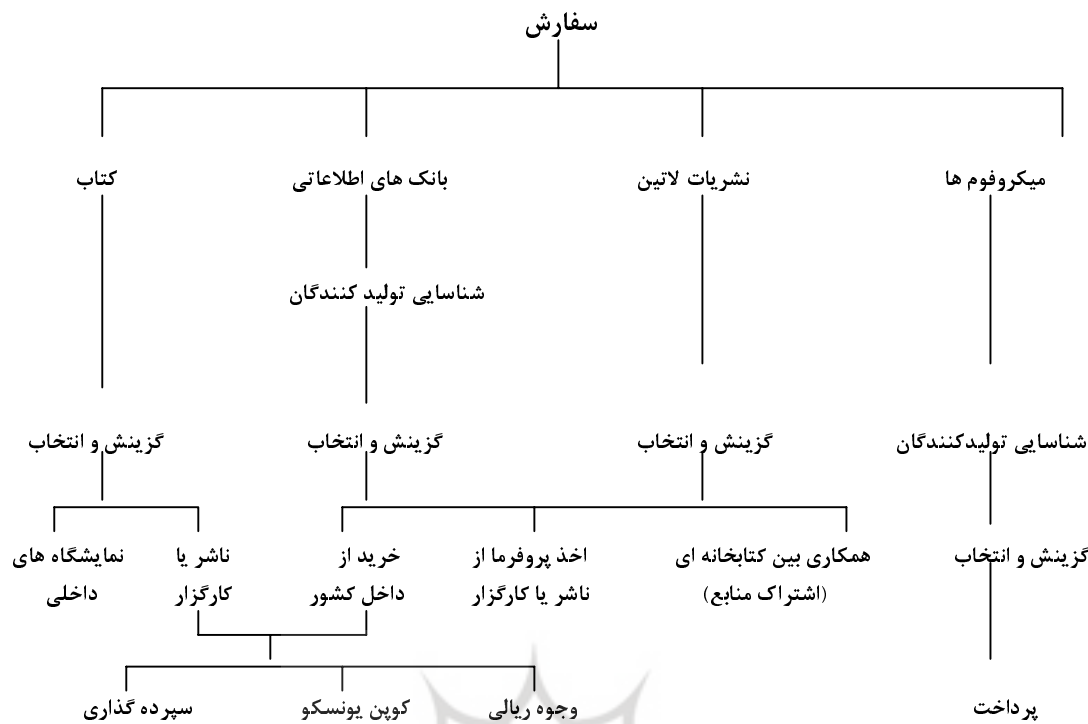 سفارش
میکروفوم ها
نشریات لاتین
بانک های اطلاعاتی
کتاب
شناسایی تولید کنندگان
شناسایی تولیدکنندگان
گزینش و انتخاب
گزینش و انتخاب
گزینش و انتخاب
گزینش و انتخاب
همکاری بین کتابخانه ای
(اشتراک منابع)
اخذ پروفرما از
ناشر یا کارگزار
خرید از
داخل کشور
ناشر یا
کارگزار
نمایشگاه های
داخلی
پرداخت
وجوه ریالی
کوپن یونسکو
سپرده گذاری